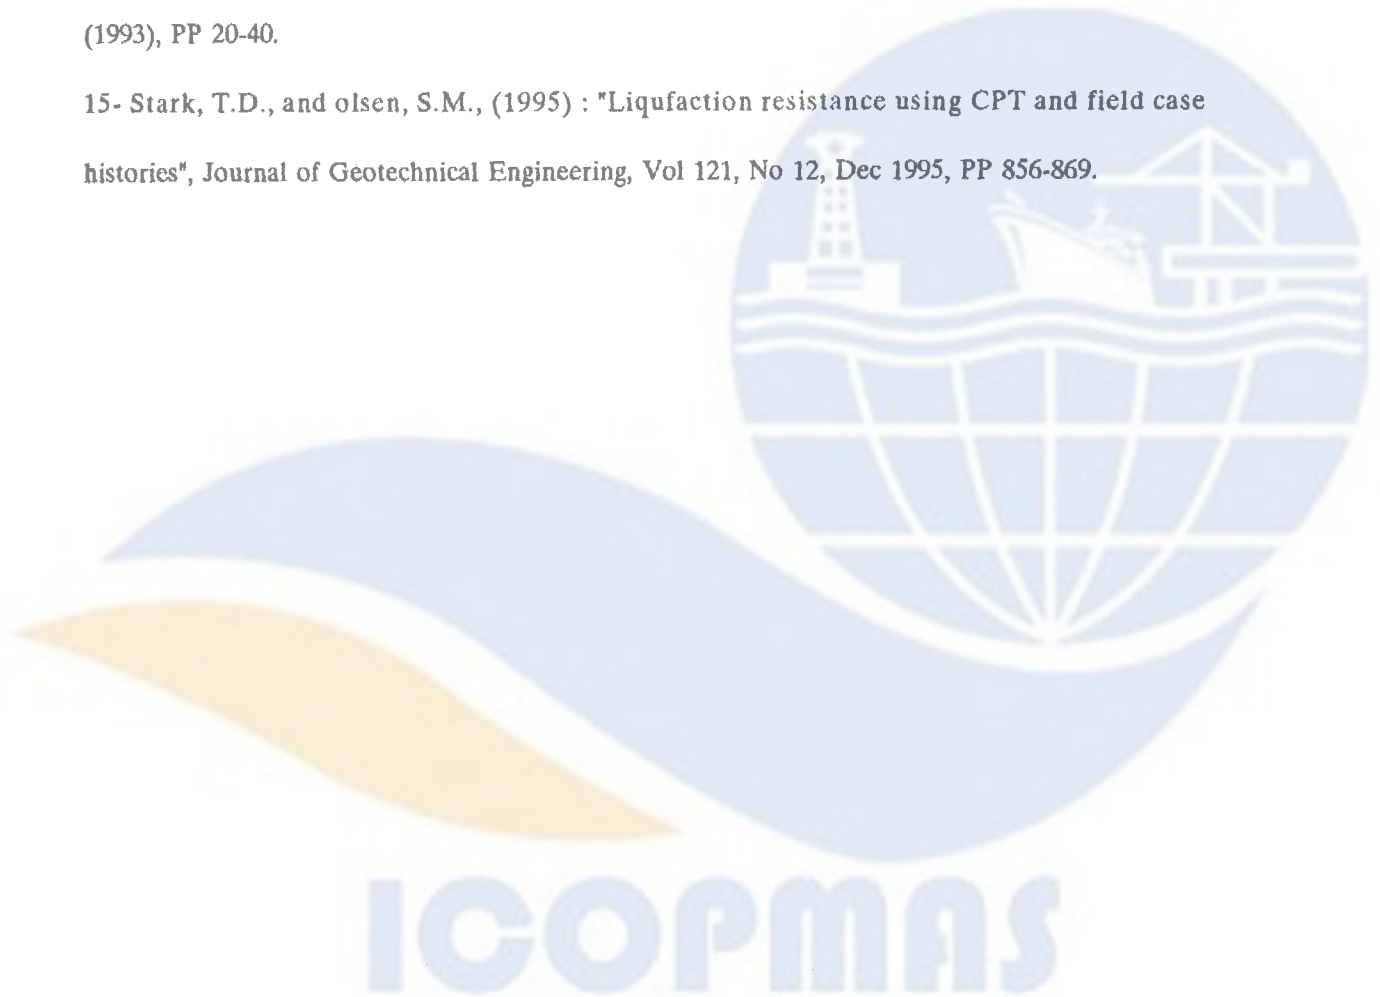 (1993), PP 20-40.
15- Stark, T.D., and olsen, S.M., (1995) : "Liqufaction resistance using CPT and field case
histories", Journal of Geotechnical Engineering, Vol 121, No 12, Dec 1995, PP 856-869.
ICOPMAS